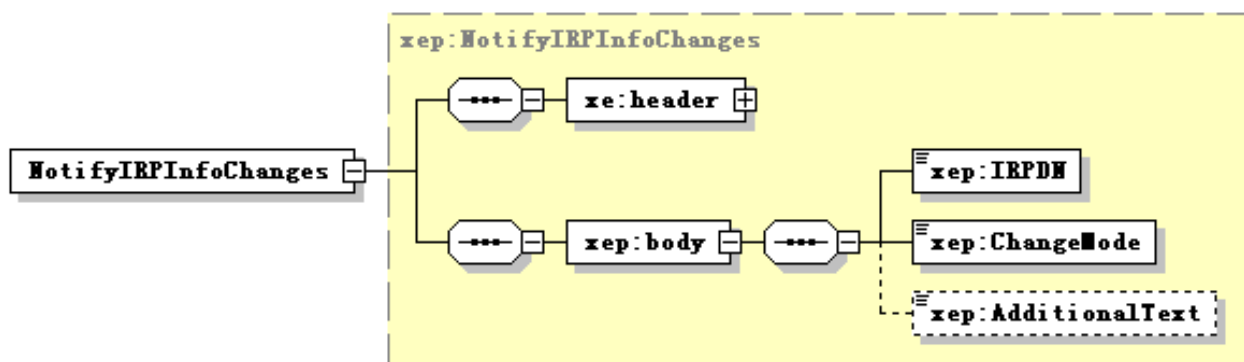 xep:NotifyIRPInfoChanges
xe:header
NotifyIRPInfoChanges
xep:IRPDN
xep:body
xep:ChangeMode
xep:AdditionalText